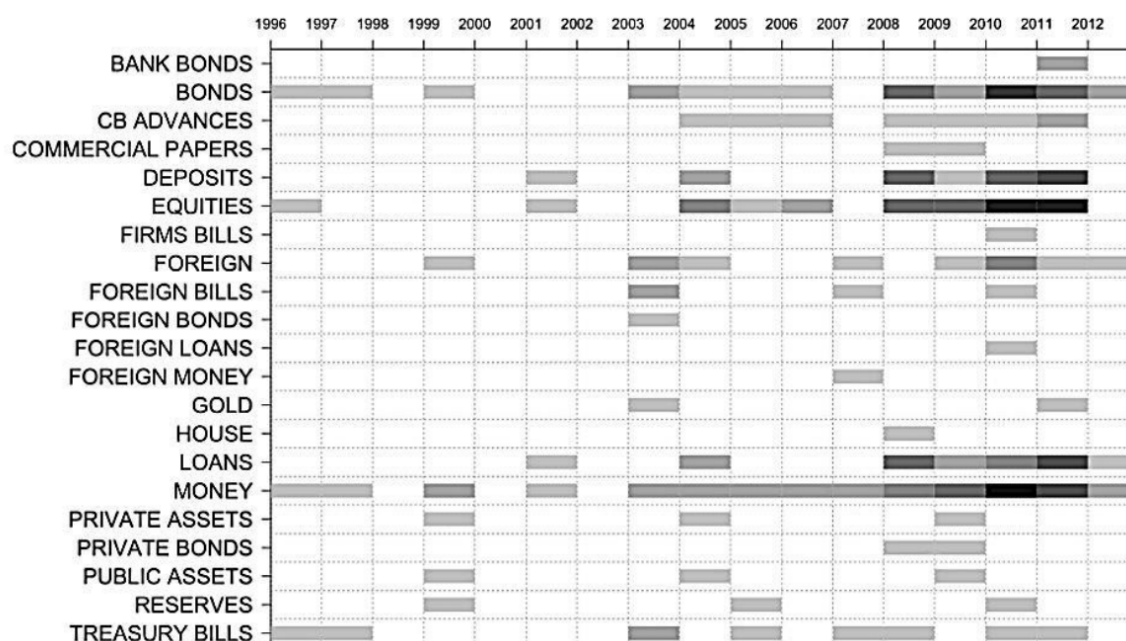 1996 1997 1998 1999 2000 2001 2002 2003 2004 2005 2006 2007 2008 2009 2010 2011 2012
BANK BONDS
BONDS
CB ADVANCES
COMMERCIAL PAPERS
DEPOSITS
EQUITIES
FIRMS BILLS
FOREIGN
FOREIGN BILLS
FOREIGN BONDS
FOREIGN LOANS
FOREIGN MONEY
GOLD
HOUSE
LOANS
MONEY
PRIVATE ASSETS
PRIVATE BONDS
PUBLIC ASSETS
RESERVES
TREASURY BILLS